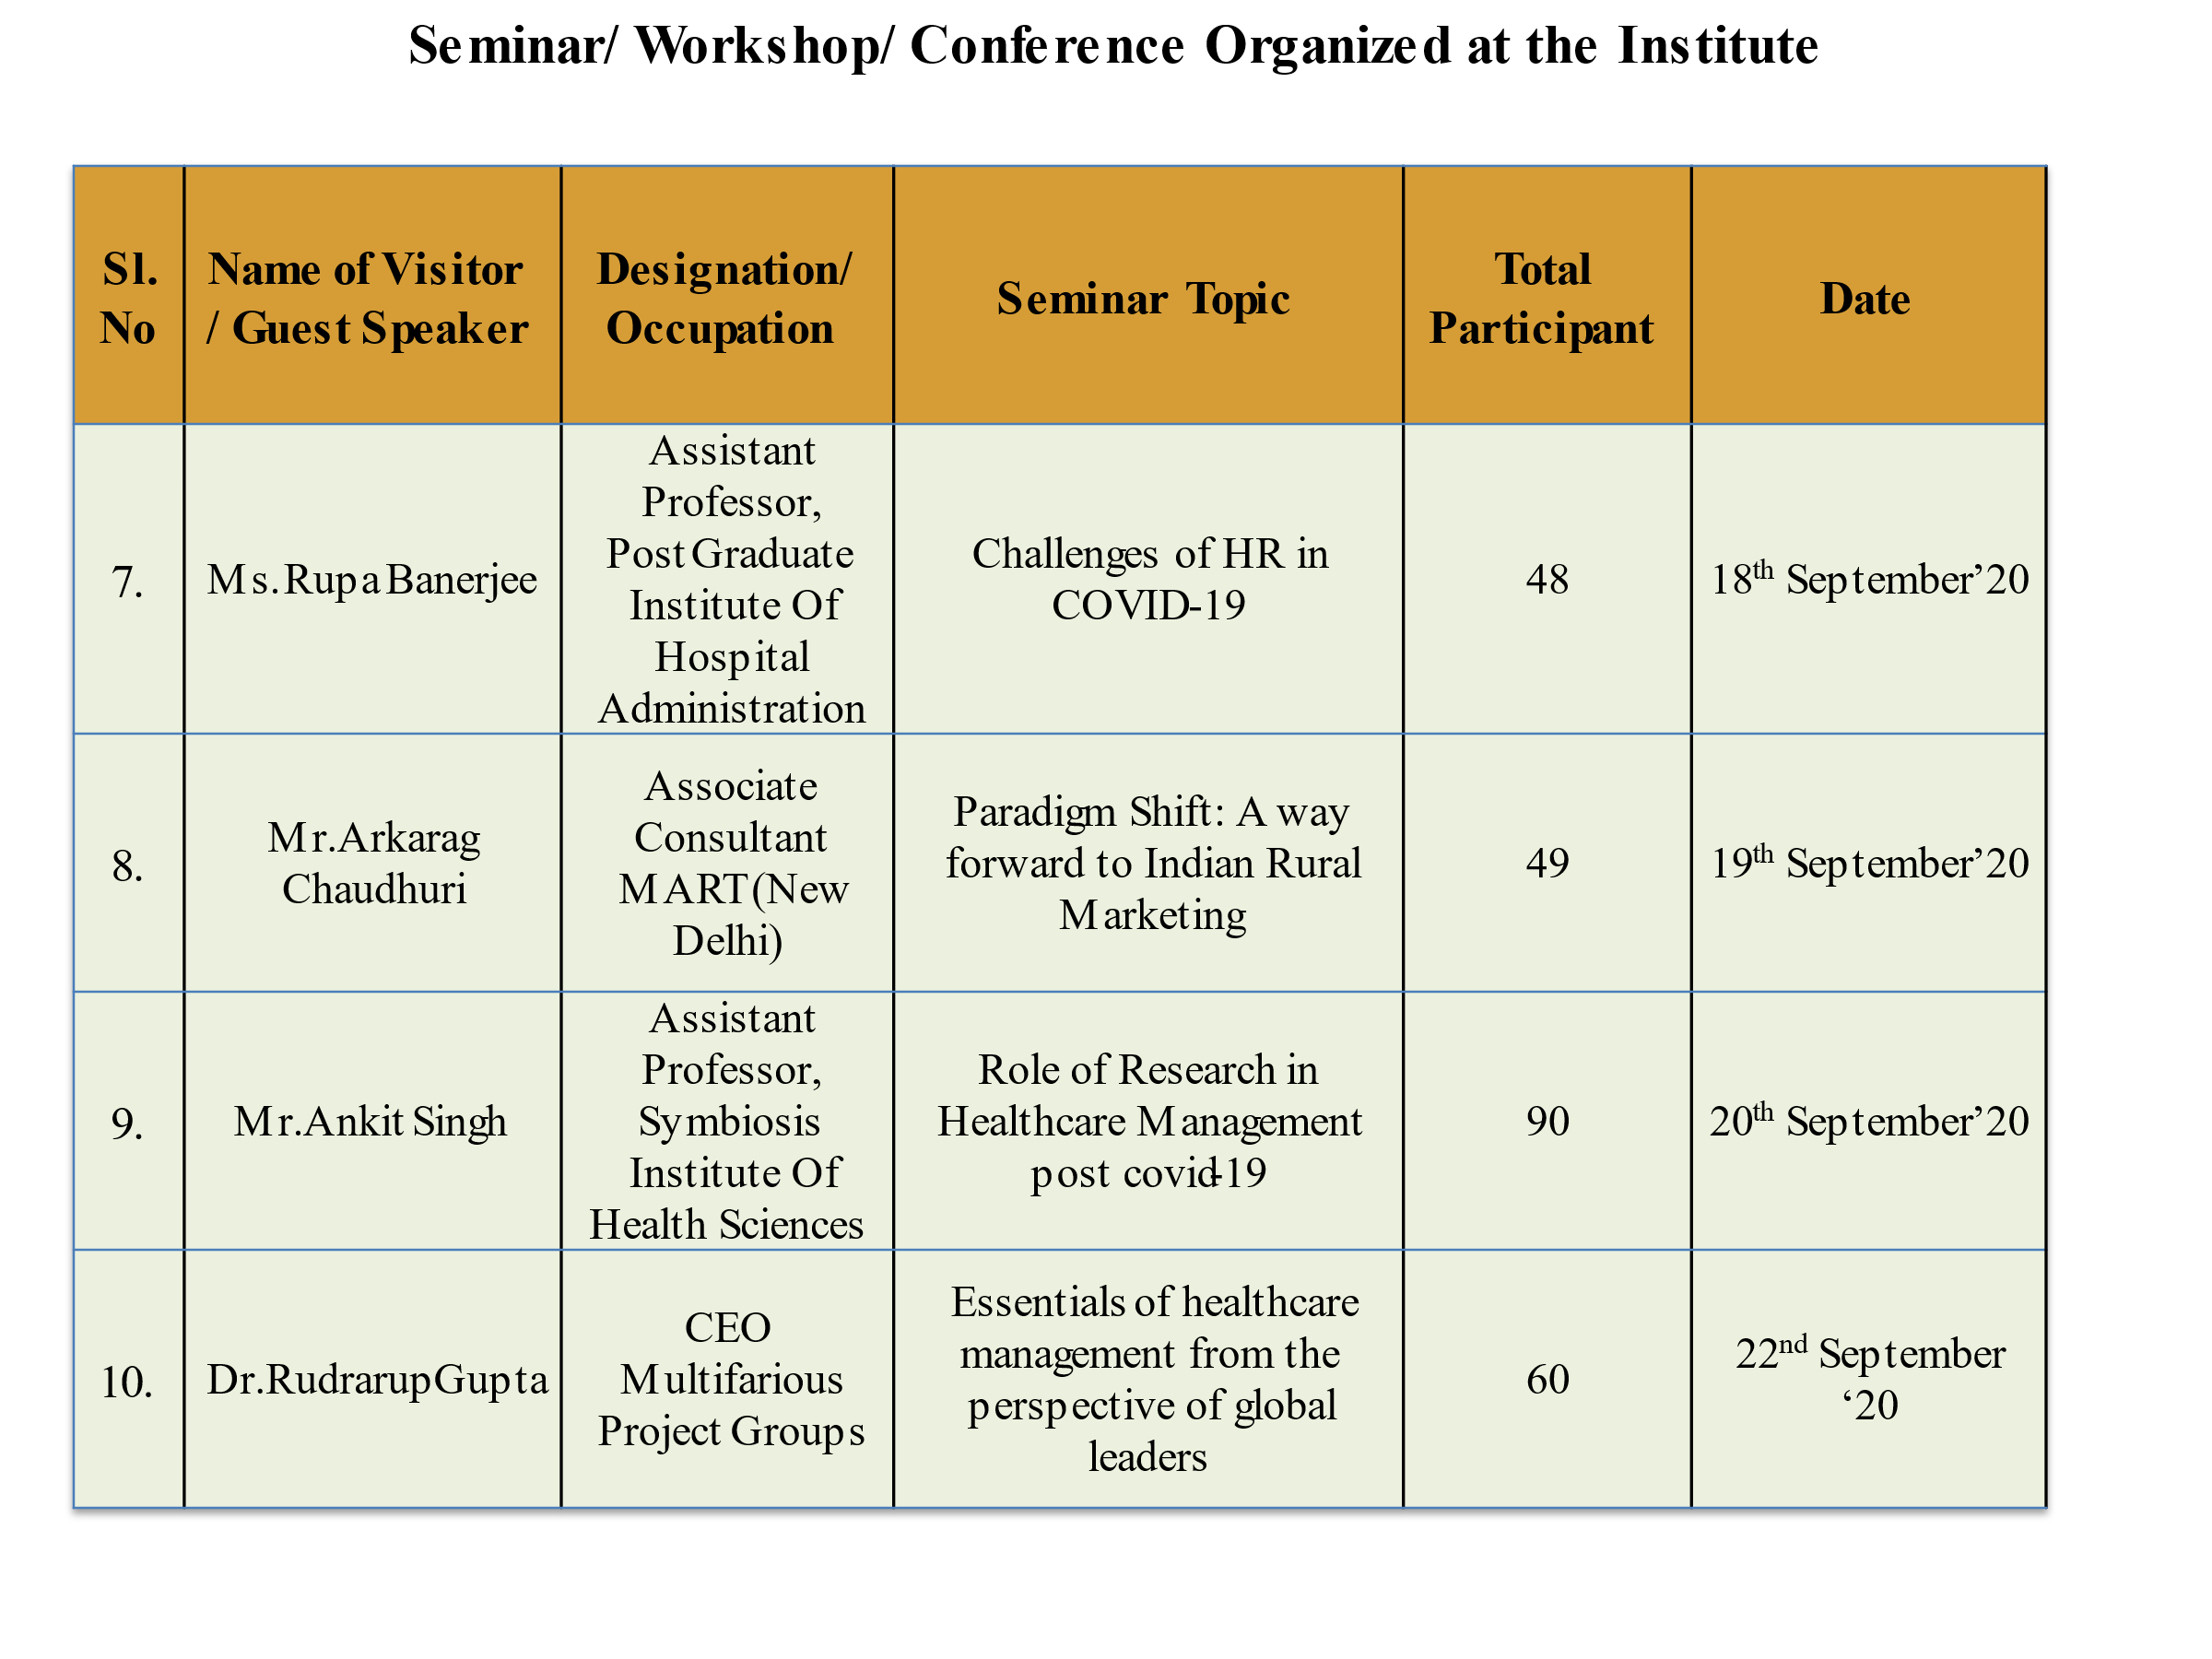 Seminar/ Workshop/ Conference Organized at the Institute
Sl.
No
Name of Visitor
/ Guest Speaker
Designation/
Occupation
Seminar Topic
Total
Participant
Date
7.
Ms.Rupa Banerjee
Assistant
Professor,
Post Graduate
Institute Of
Hospital
Administration
Challenges of HR in
COVID-19
48
18th September’20
8.
Mr.Arkarag
Chaudhuri
Associate
Consultant
MART(New
Delhi)
Paradigm Shift: A way
forward to Indian Rural
Marketing
49
19th September’20
9.
Mr.Ankit Singh
Assistant
Professor,
Symbiosis
Institute Of
Health Sciences
Role of Research in
Healthcare Management
post covid-19
90
20th September’20
10.
Dr.Rudrarup Gupta
CEO
Multifarious
Project Groups
Essentials of healthcare
management from the
perspective of global
leaders
60
22nd September
‘20